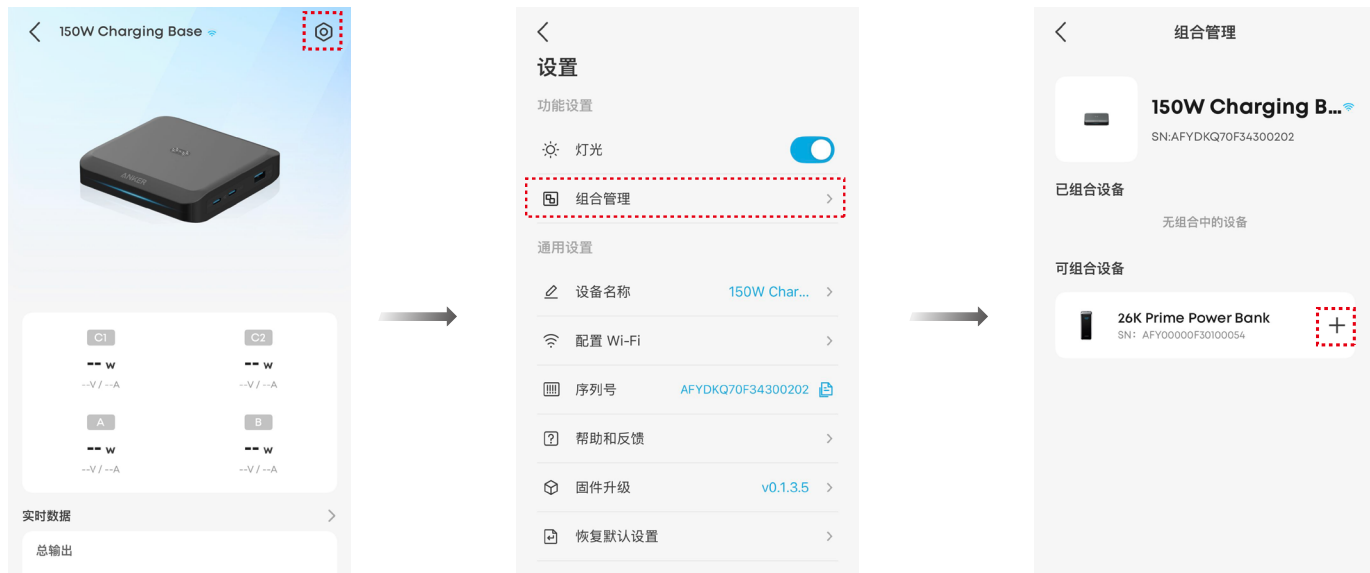 150W Charging Base
ANKER
C1
C2
-- w
-- w
--V / --A
--V / --A
A
B
-- w
-- w
--V / --A
--V / --A
实时数据
总输出
设置
功能设置
灯光
组合管理
通用设置
设备名称
150W Char...
配置 Wi-Fi
序列号
AFYDKQ70F34300202
帮助和反馈
固件升级
v0.1.3.5
恢复默认设置
组合管理
150W Charging B...
SN:AFYDKQ70F34300202
已组合设备
无组合中的设备
可组合设备
26K Prime Power Bank
SN: AFY00000F30100054